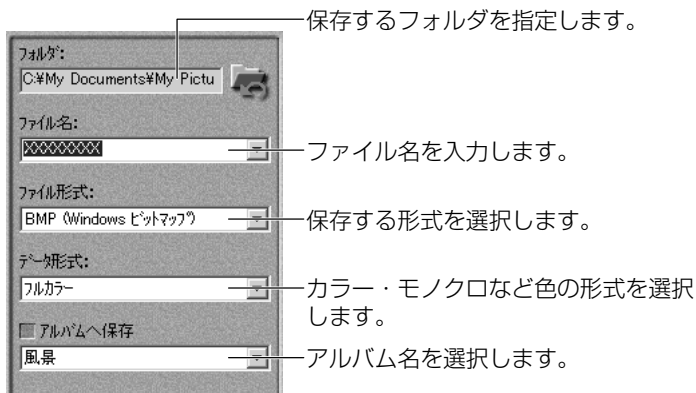 保存するフォルダを指定します。
フォルダ:
C:¥My Documents¥My Pictu
ファイル名:
XXXXXXXXX
ファイル名を入力します。
ファイル形式:
BMP (Windows ビットマップ)
保存する形式を選択します。
データ形式:
フルカラー
カラー・モノクロなど色の形式を選択
します。
アルバムへ保存
風景
アルバム名を選択します。